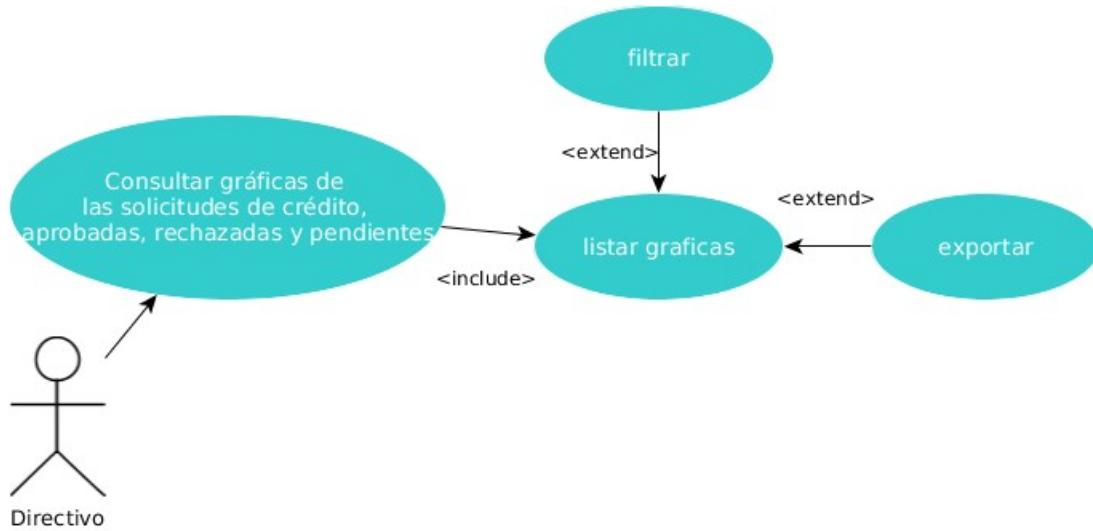 filtrar
<extend>
Consultar gráficas de
las solicitudes de crédito,
aprobadas, rechazadas y pendientes
<extend>
listar graficas
exportar
<include>
Directivo